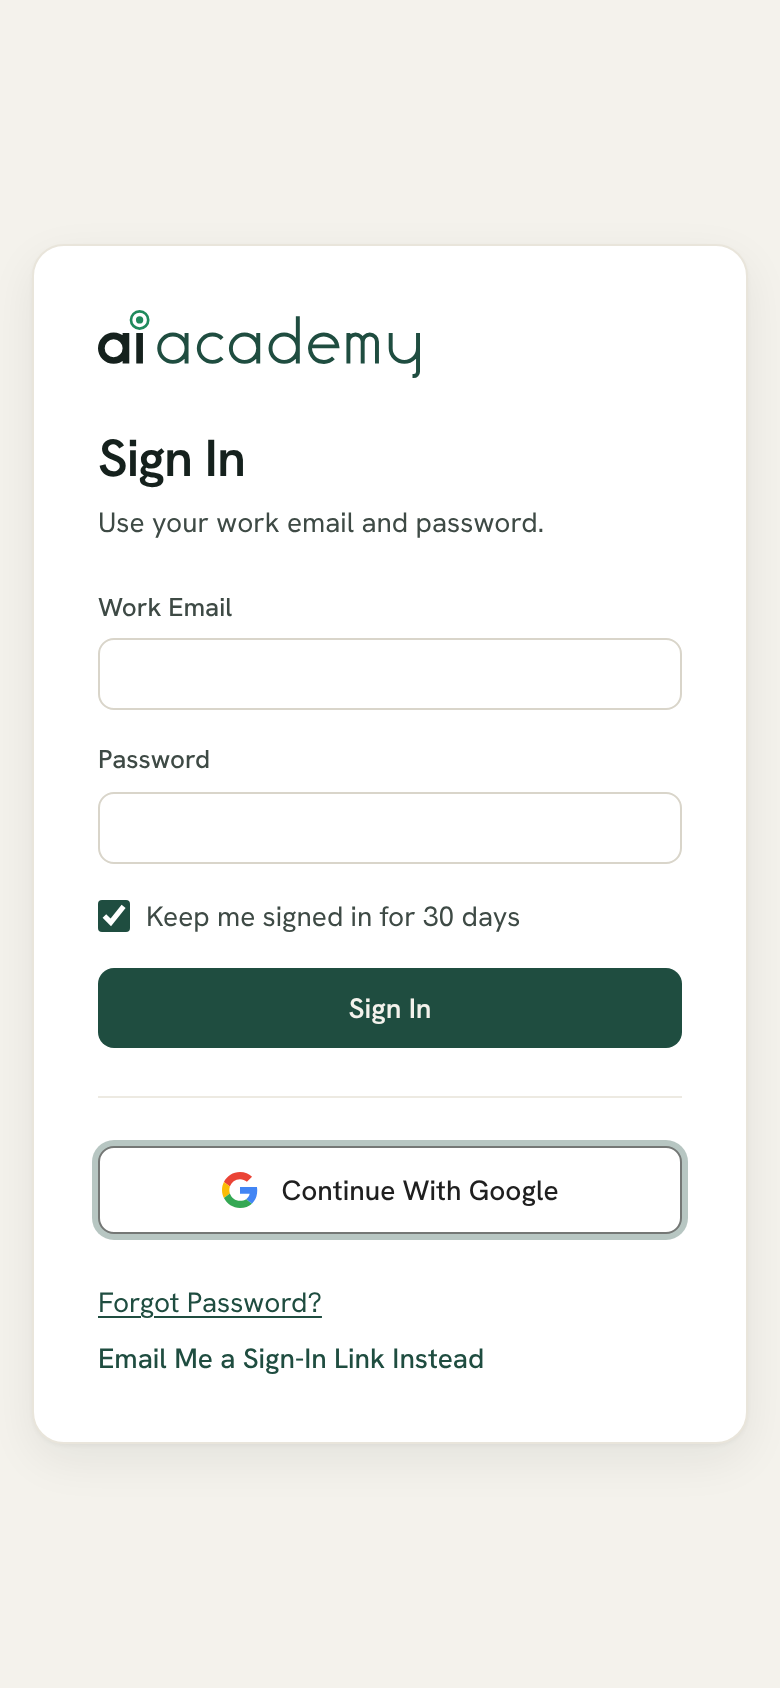 ai academy
Sign In
Use your work email and password.
Work Email
Password
Keep me signed in for 30 days
Sign In
Continue With Google
Forgot Password?
Email Me a Sign-In Link Instead